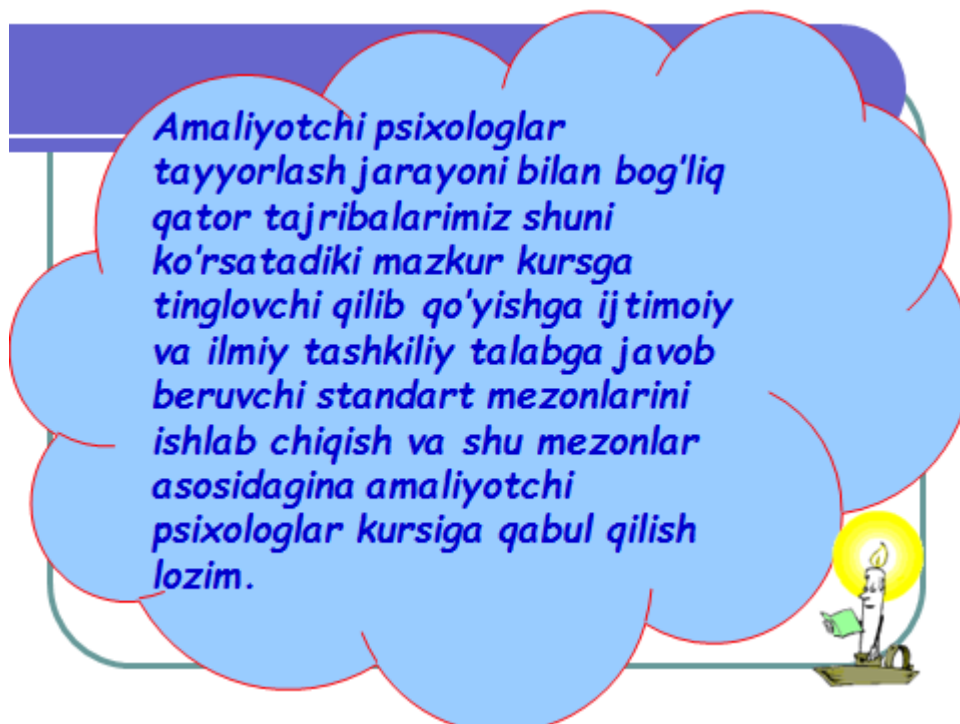 Amaliyotchi psixologlar
tayyorlash jarayoni bilan bog'liq
qator tajribalarimiz shuni
ko'rsatadiki mazkur kursga
tinglovchi qilib qo'yishga ijtimoiy
va ilmiy tashkiliy talabga javob
beruvchi standart mezonlarini
ishlab chiqish va shu mezonlar
asosidagina amaliyotchi
psixologlar kursiga qabul qilish
lozim.